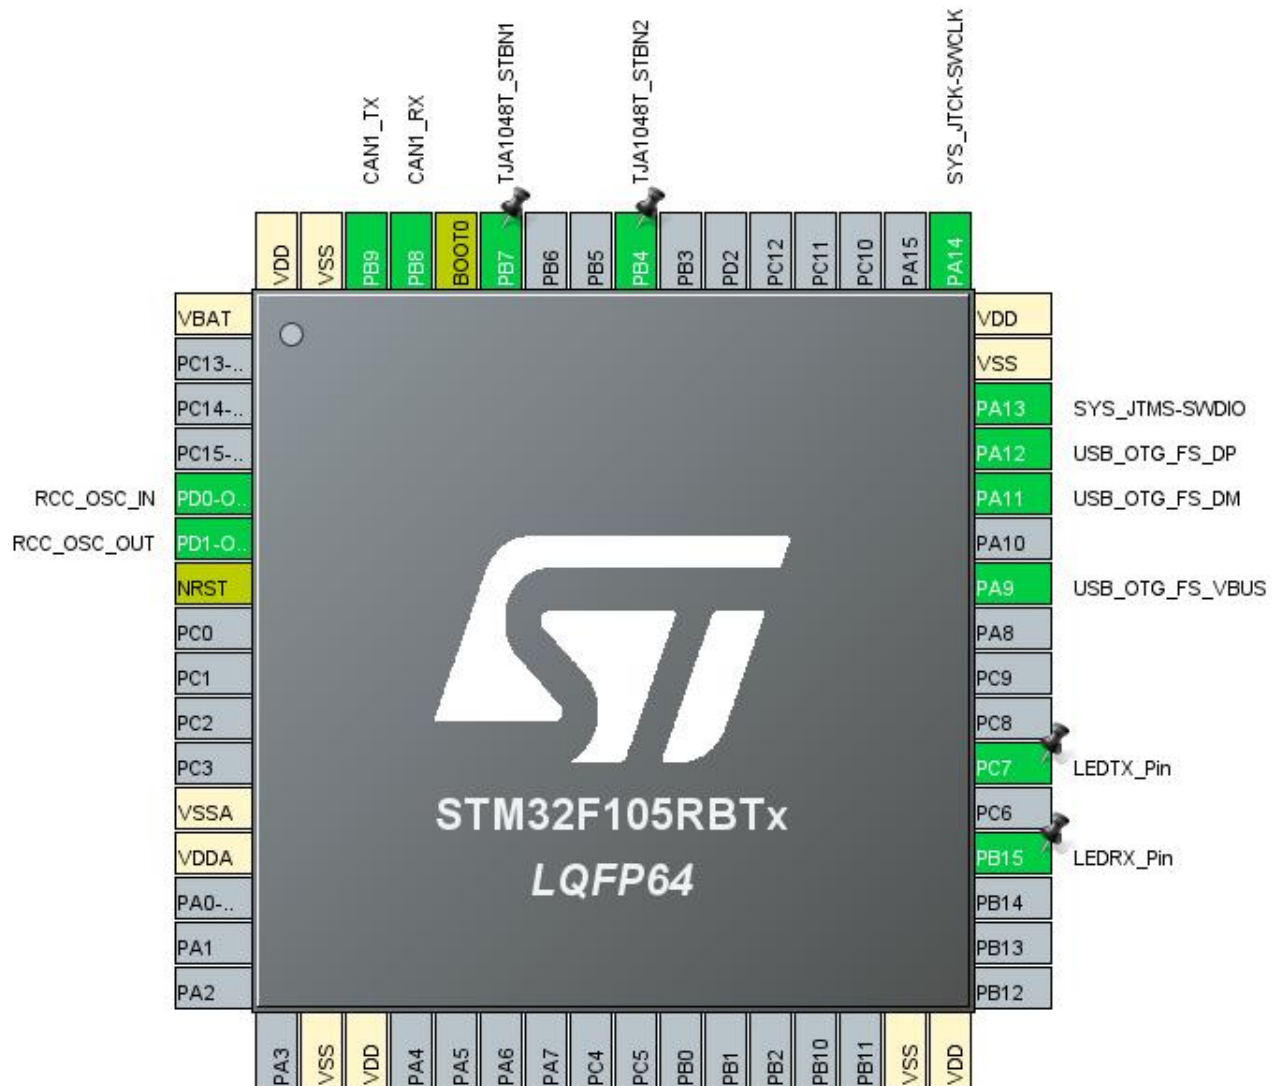 CAN1_TX
CAN1_RX
TJA1048T_STBN1
TJA1048T_STBN2
SYS_JTCK-SWCLK
VDD
VSS
PB9
PB8
BOOT0
PB7
PB6
PB5
PB4
PB3
PD2
PC12
PC11
PC10
PA15
PA14
VBAT
PC13-..
PC14-..
PC15-..
RCC_OSC_IN PD0-O..
RCC_OSC_OUT PD1-O..
NRST
PC0
PC1
PC2
PC3
VSSA
VDDA
PA0-..
PA1
PA2
VDD
VSS
PA13 SYS_JTMS-SWDIO
PA12 USB_OTG_FS_DP
PA11 USB_OTG_FS_DM
PA10
PA9 USB_OTG_FS_VBUS
PA8
PC9
PC8
PC7 LEDTX_Pin
PC6
PB15 LEDRX_Pin
PB14
PB13
PB12
ST
STM32F105RBTx
LQFP64
PA3
VSS
VDD
PA4
PA5
PA6
PA7
PC4
PC5
PB0
PB1
PB2
PB10
PB11
VSS
VDD